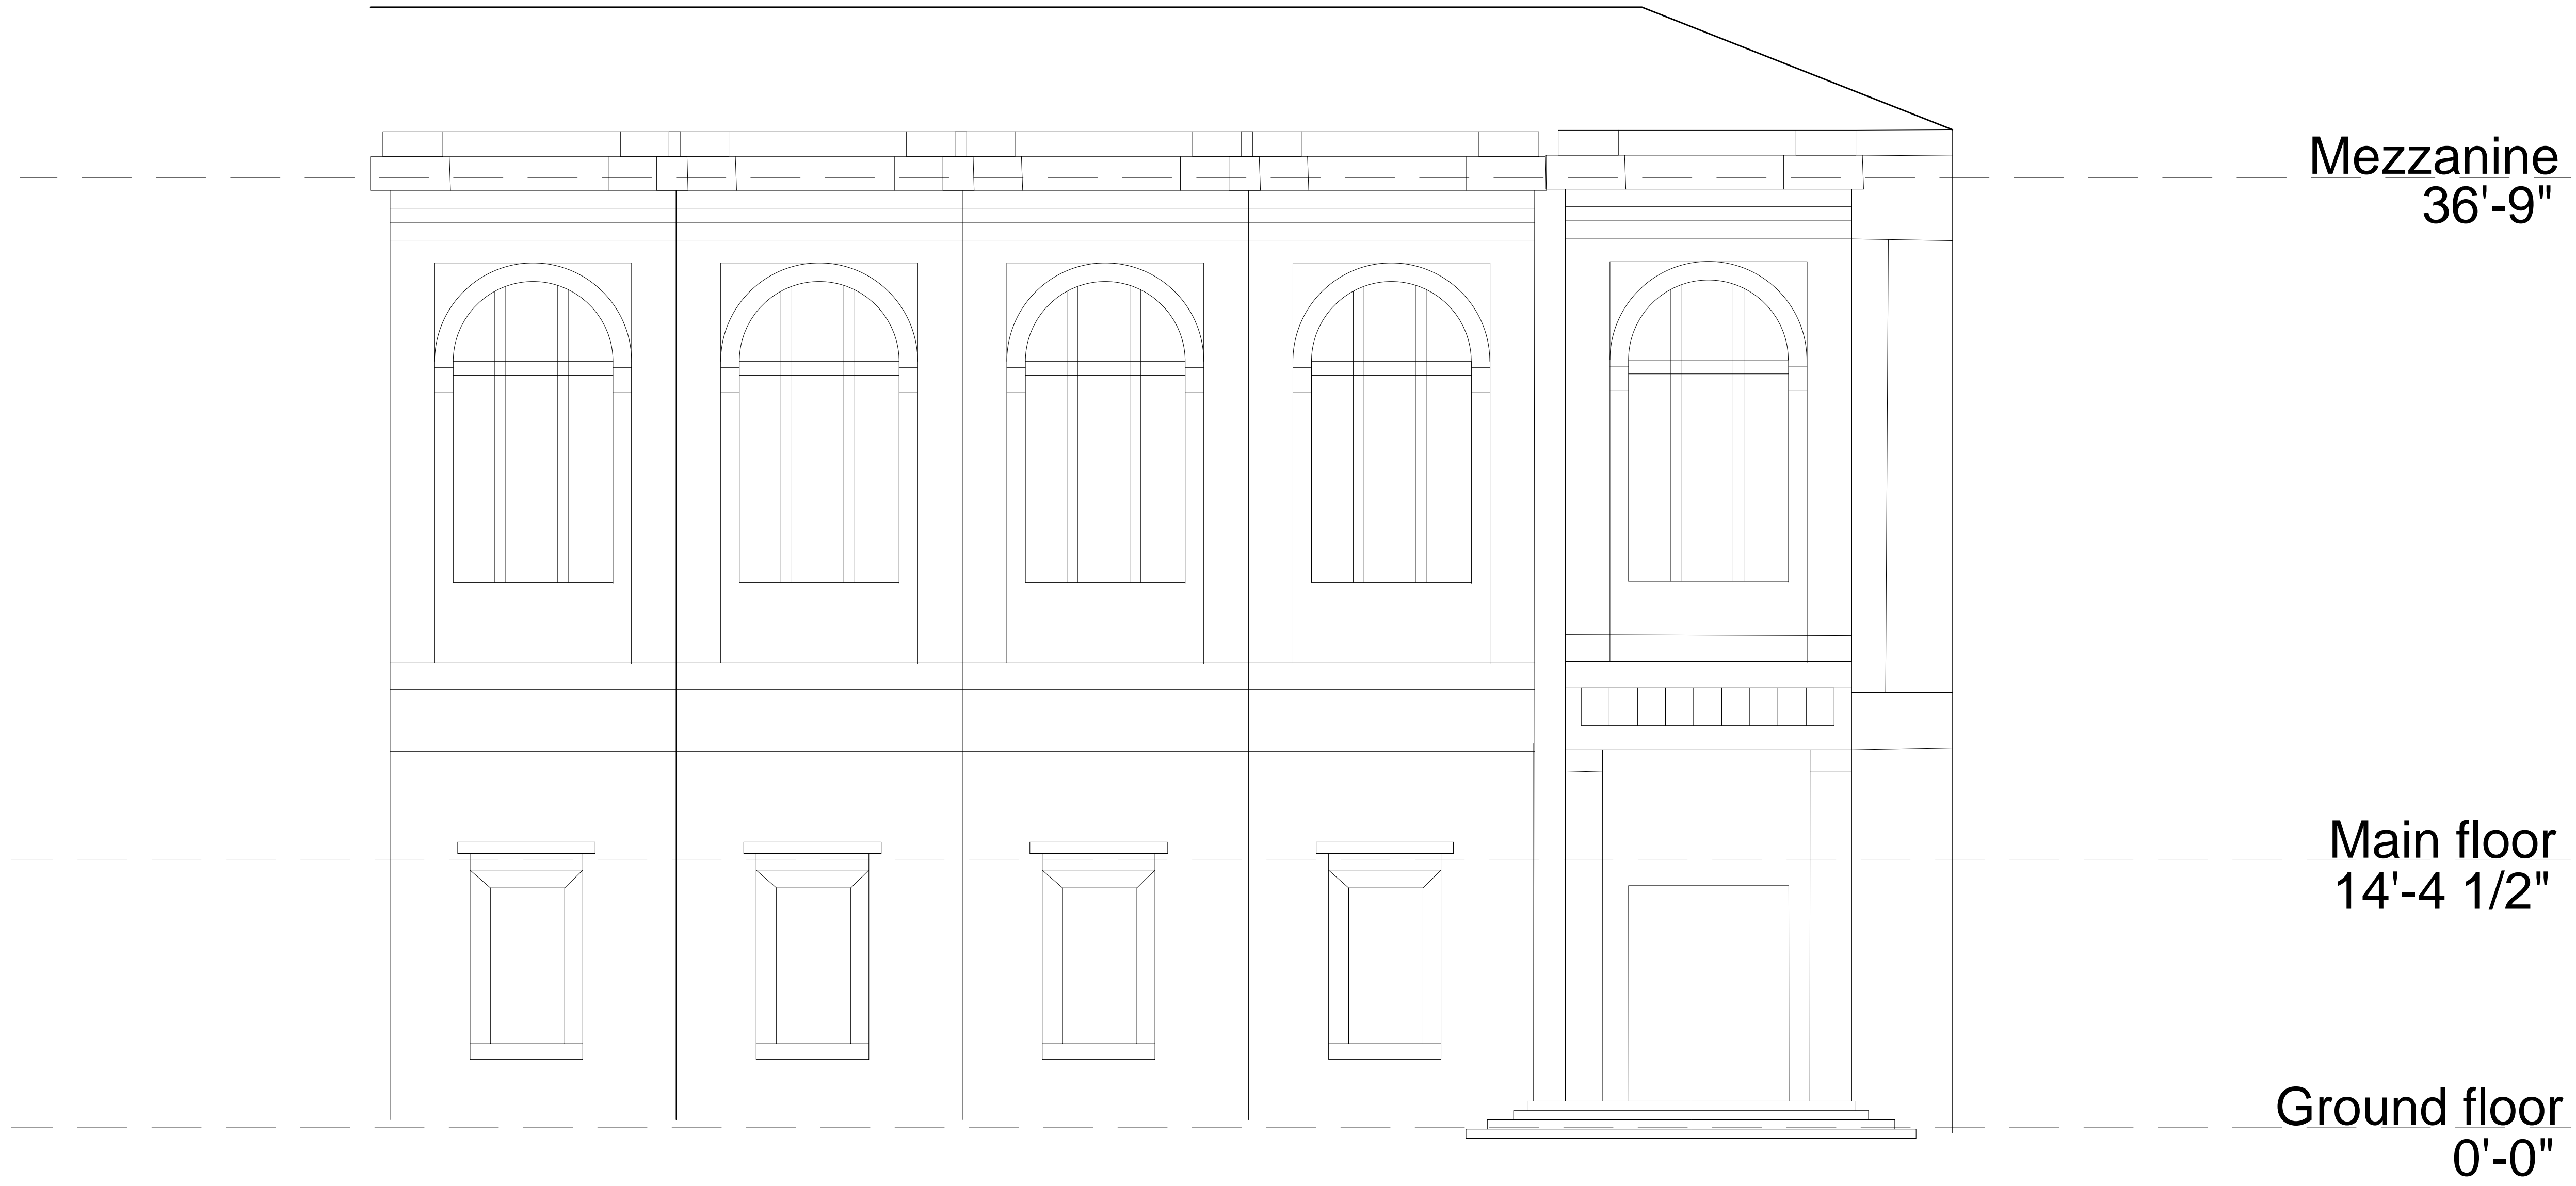 Mezzanine
36'-9"
Main floor
14'-4 1/2"
Ground floor
0'-0"